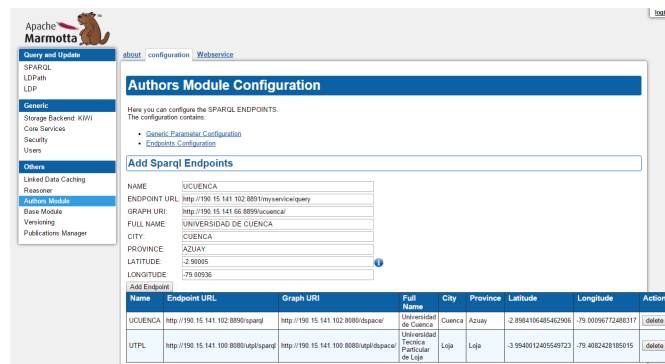 login
Apache
Marmotta
Query and Update
SPARQL
LDPath
LDP
Generic
Storage Backend: KiWi
Core Services
Security
Users
Others
Linked Data Caching
Reasoner
Authors Module
Base Module
Versioning
Publications Manager
about configuration Webservice
Authors Module Configuration
Here you can configure the SPARQL ENDPOINTS.
The configuration contains:
Generic Parameter Configuration
Endpoints Configuration
Add Sparql Endpoints
NAME UCUENCA
ENDPOINT URL: http://190.15.141.102:8891/myservice/query
GRAPH URI: http://190.15.141.66:8899/ucuenca/
FULL NAME: UNIVERSIDAD DE CUENCA
CITY: CUENCA
PROVINCE: AZUAY
LATITUDE: -2.90005
LONGITUDE: -79.00936
Add Endpoint
Name Endpoint URL Graph URI Full Name City Province Latitude Longitude Action
UCUENCA http://190.15.141.102:8890/sparql http://190.15.141.102:8080/dspace/ Universidad de Cuenca Cuenca Azuay -2.8984106485462906 -79.00096772488317 delete
UTPL http://190.15.141.100:8080/utpl/sparql http://190.15.141.100:8080/utpl/dspace/ Universidad Tecnica Particular de Loja Loja Loja -3.9940012405549197 -79.4082428185015 delete